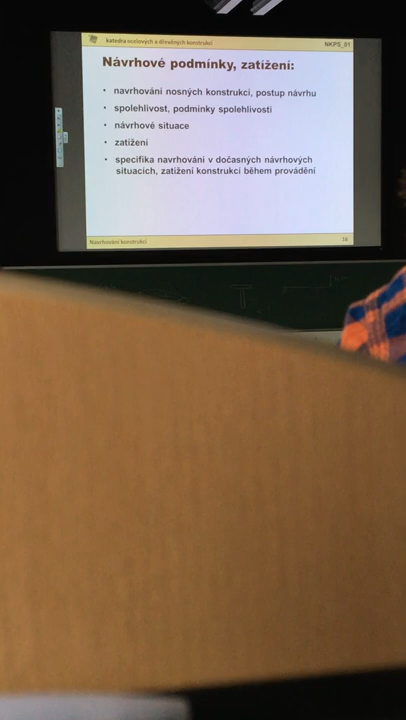 katedra ocelových a dřevěných konstrukcí
NKPS_01
Návrhové podmínky, zatížení:
• navrhování nosných konstrukcí, postup návrhu
• spolehlivost, podmínky spolehlivosti
• návrhové situace
• zatížení
• specifika navrhování v dočasných návrhových
situacích, zatížení konstrukcí během provádění
Navrhování konstrukcí
16